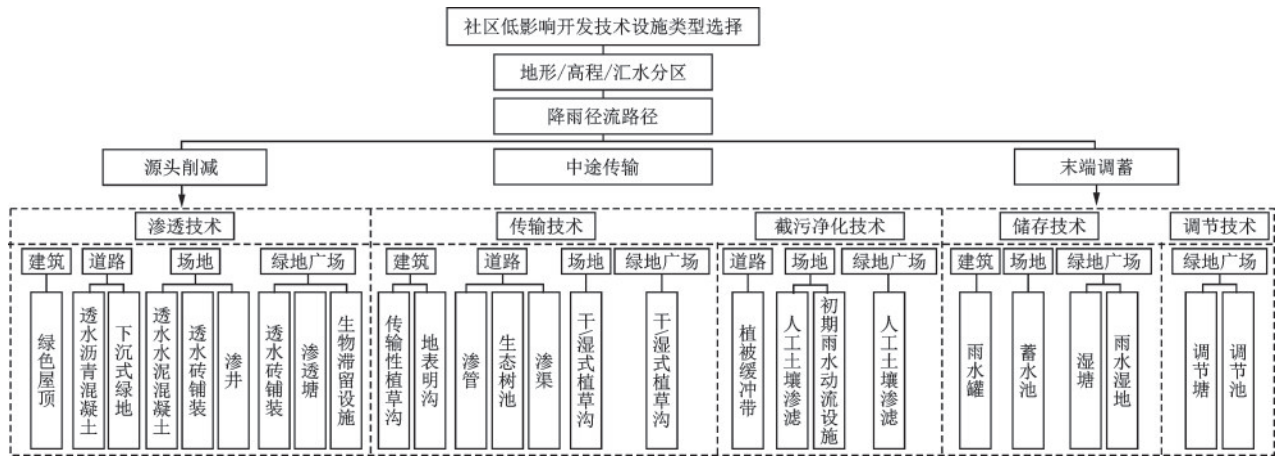 社区低影响开发技术设施类型选择
地形/高程/汇水分区
降雨径流路径
源头削减
中途传输
末端调蓄
渗透技术
传输技术
截污净化技术
储存技术
调节技术
建筑
道路
场地
绿地广场
建筑
道路
场地
绿地广场
道路
场地
绿地广场
建筑
场地
绿地广场
绿地广场
绿色屋顶
透水沥青混凝土
下沉式绿地
透水水泥混凝土
透水砖铺装
渗井
透水砖铺装
渗透塘
生物滞留设施
传输性植草沟
地表明沟
渗管
生态树池
渗渠
干/湿式植草沟
干/湿式植草沟
植被缓冲带
人工土壤渗滤
初期雨水动流设施
人工土壤渗滤
雨水罐
蓄水池
湿塘
雨水湿地
调节塘
调节池